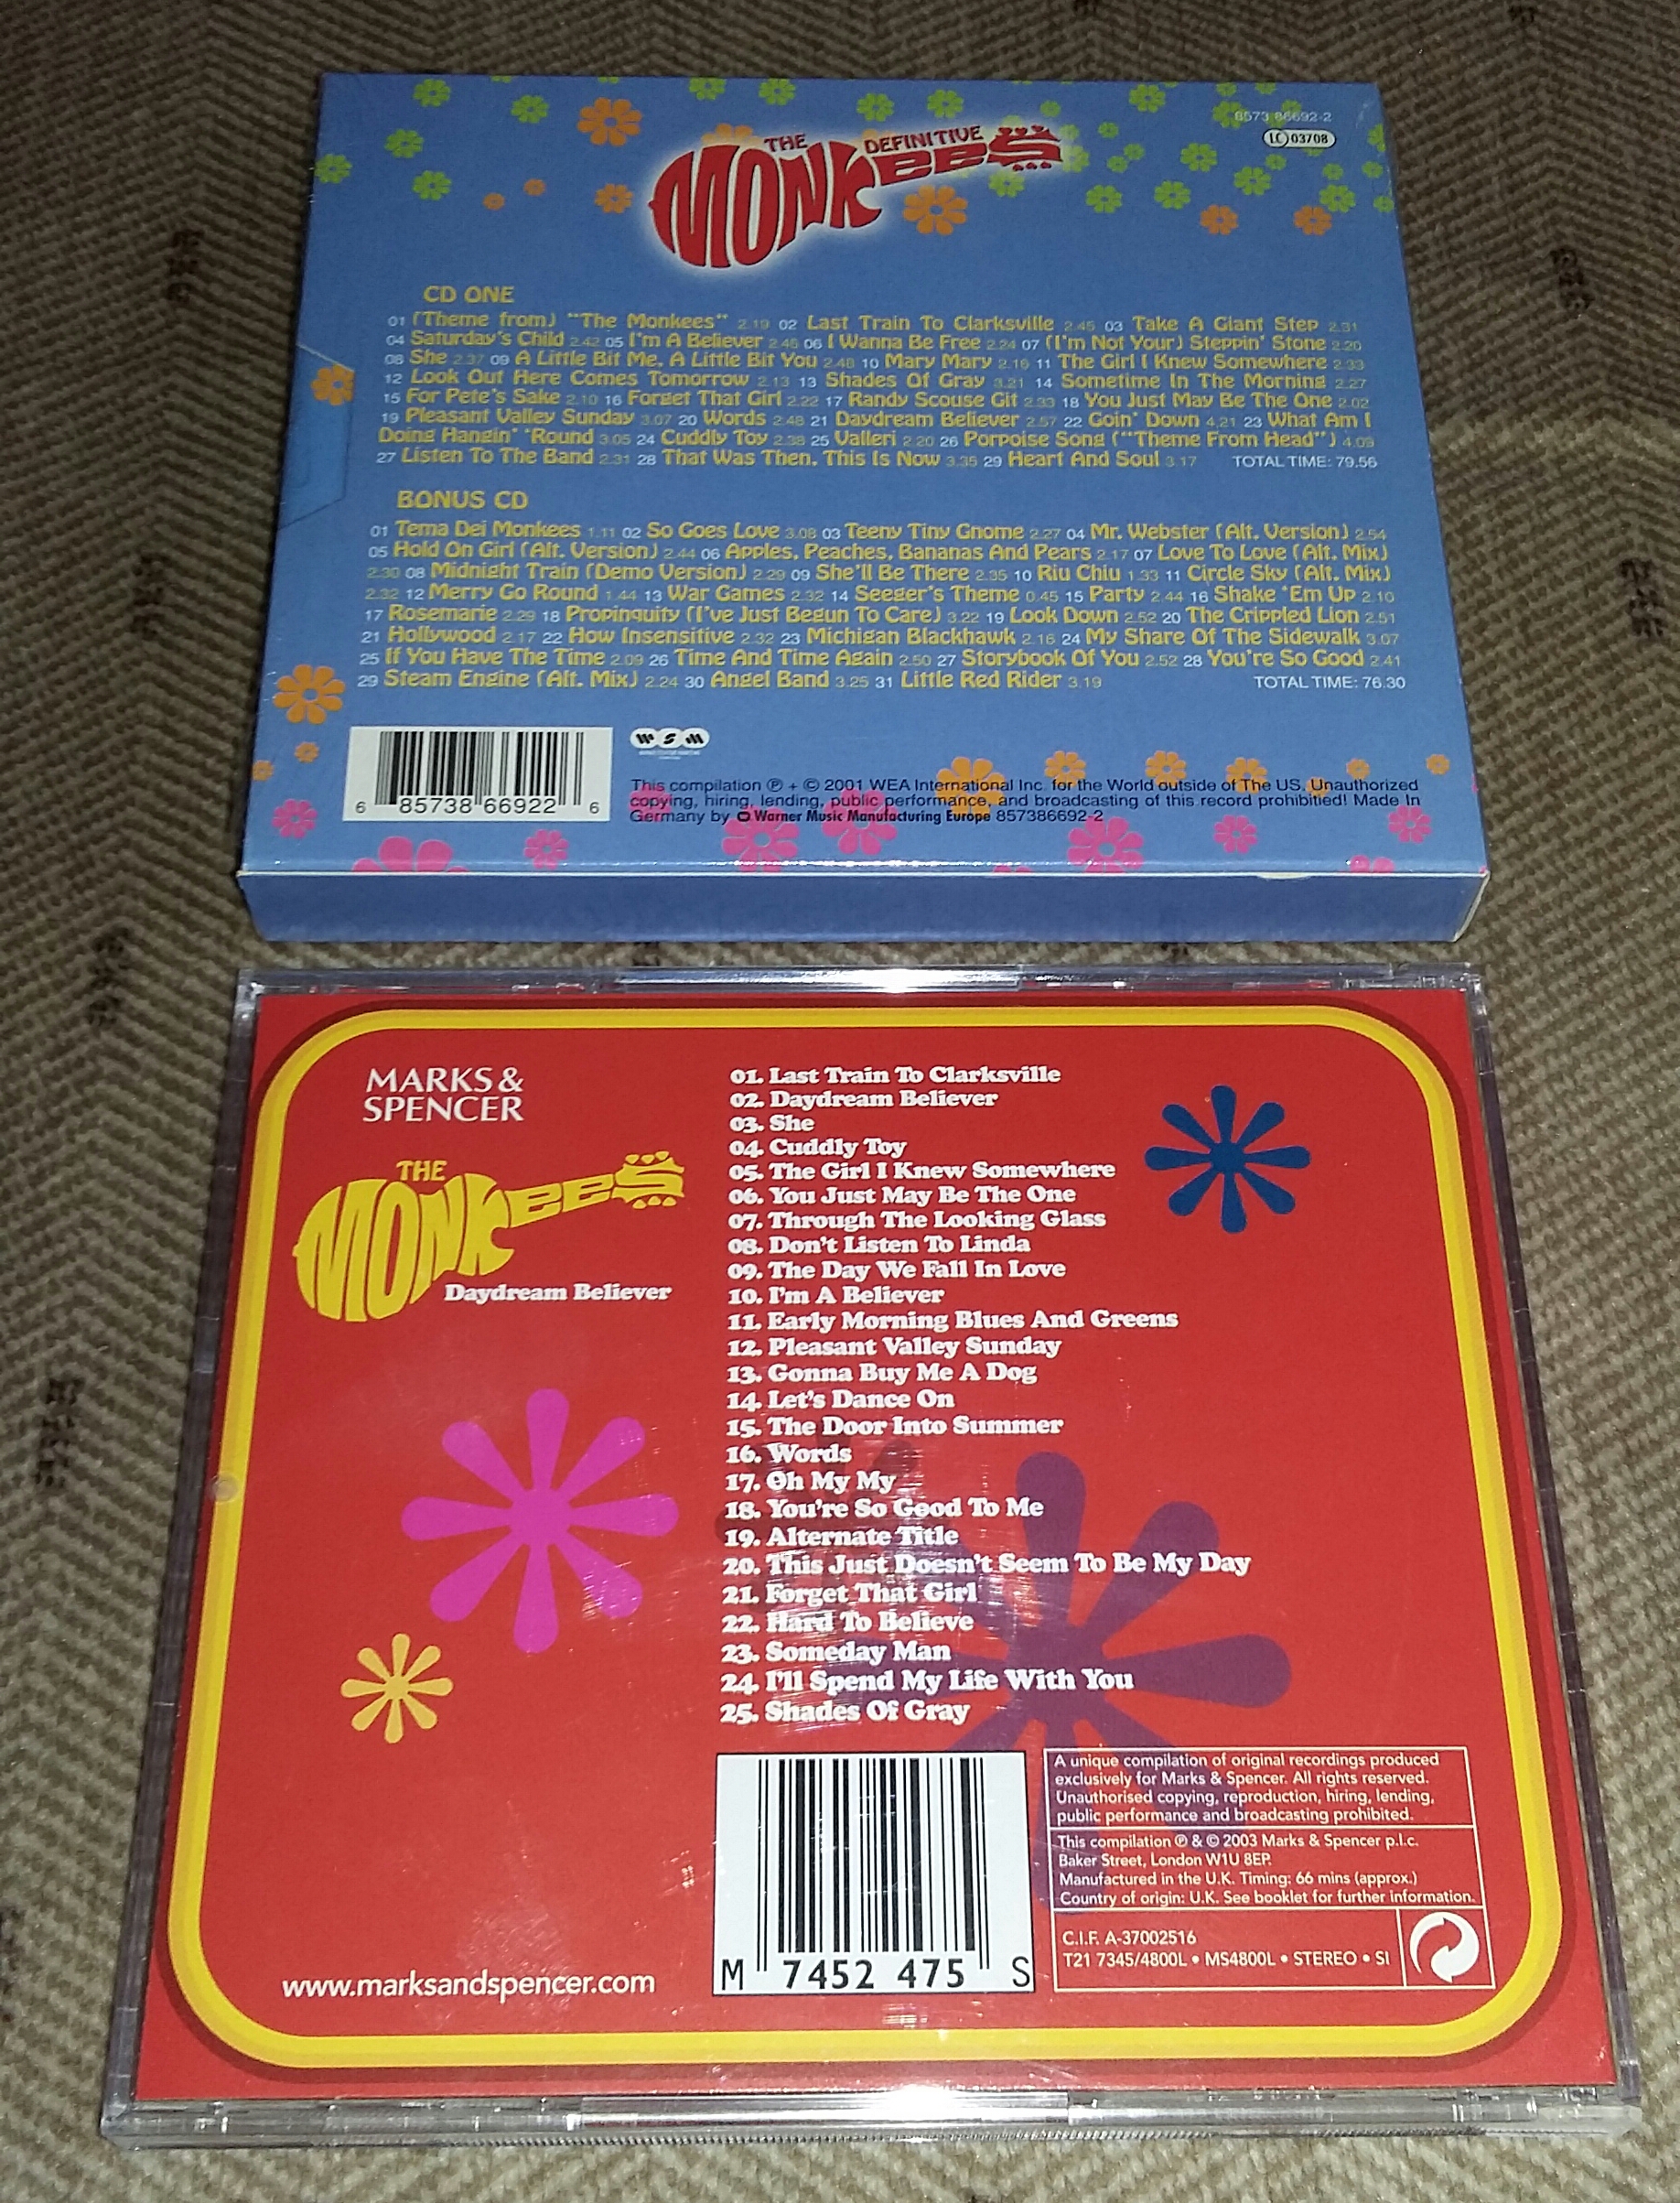 8573 86692-2
LC 03708
THE DEFINITIVE
MONKEES
CD ONE
01 (Theme from) "The Monkees" 2.19 02 Last Train To Clarksville 2.45 03 Take A Giant Step 2.31
04 Saturday's Child 2.42 05 I'm A Believer 2.46 06 I Wanna Be Free 2.24 07 (I'm Not Your) Steppin' Stone 2.20
08 She 2.37 09 A Little Bit Me, A Little Bit You 2.48 10 Mary Mary 2.16 11 The Girl I Knew Somewhere 2.33
12 Look Out Here Comes Tomorrow 2.13 13 Shades Of Gray 3.21 14 Sometime In The Morning 2.27
15 For Pete's Sake 2.10 16 Forget That Girl 2.22 17 Randy Scouse Git 2.33 18 You Just May Be The One 2.02
19 Pleasant Valley Sunday 3.07 20 Words 2.48 21 Daydream Believer 2.57 22 Goin' Down 4.21 23 What Am I
Doing Hangin' 'Round 3.05 24 Cuddly Toy 2.38 25 Valleri 2.20 26 Porpoise Song ("Theme From Head") 4.09
27 Listen To The Band 2.31 28 That Was Then, This Is Now 3.35 29 Heart And Soul 3.17 TOTAL TIME: 79.56
BONUS CD
01 Tema Dei Monkees 1.11 02 So Goes Love 3.08 03 Teeny Tiny Gnome 2.27 04 Mr. Webster (Alt. Version) 2.54
05 Hold On Girl (Alt. Version) 2.44 06 Apples, Peaches, Bananas And Pears 2.17 07 Love To Love (Alt. Mix)
2.30 08 Midnight Train (Demo Version) 2.29 09 She'll Be There 2.35 10 Riu Chiu 1.33 11 Circle Sky (Alt. Mix)
2.32 12 Merry Go Round 1.44 13 War Games 2.32 14 Seeger's Theme 0.45 15 Party 2.44 16 Shake 'Em Up 2.10
17 Rosemarie 2.29 18 Propinquity (I've Just Begun To Care) 3.22 19 Look Down 2.52 20 The Crippled Lion 2.51
21 Hollywood 2.17 22 How Insensitive 2.32 23 Michigan Blackhawk 2.16 24 My Share Of The Sidewalk 3.07
25 If You Have The Time 2.09 26 Time And Time Again 2.50 27 Storybook Of You 2.52 28 You're So Good 2.41
29 Steam Engine (Alt. Mix) 2.24 30 Angel Band 3.25 31 Little Red Rider 3.19 TOTAL TIME: 76.30
6 85738 66922 6
WSM
This compilation ℗ + © 2001 WEA International Inc. for the World outside of The US. Unauthorized
copying, hiring, lending, public performance, and broadcasting of this record prohibitied! Made In
Germany by Warner Music Manufacturing Europe 857386692-2
MARKS &
SPENCER
THE
MONKEES
Daydream Believer
01. Last Train To Clarksville
02. Daydream Believer
03. She
04. Cuddly Toy
05. The Girl I Knew Somewhere
06. You Just May Be The One
07. Through The Looking Glass
08. Don't Listen To Linda
09. The Day We Fall In Love
10. I'm A Believer
11. Early Morning Blues And Greens
12. Pleasant Valley Sunday
13. Gonna Buy Me A Dog
14. Let's Dance On
15. The Door Into Summer
16. Words
17. Oh My My
18. You're So Good To Me
19. Alternate Title
20. This Just Doesn't Seem To Be My Day
21. Forget That Girl
22. Hard To Believe
23. Someday Man
24. I'll Spend My Life With You
25. Shades Of Gray
www.marksandspencer.com
M 7452 475 S
A unique compilation of original recordings produced
exclusively for Marks & Spencer. All rights reserved.
Unauthorised copying, reproduction, hiring, lending,
public performance and broadcasting prohibited.
This compilation ℗ & © 2003 Marks & Spencer p.l.c.
Baker Street, London W1U 8EP.
Manufactured in the U.K. Timing: 66 mins (approx.)
Country of origin: U.K. See booklet for further information.
C.I.F. A-37002516
T21 7345/4800L • MS4800L • STEREO • SI